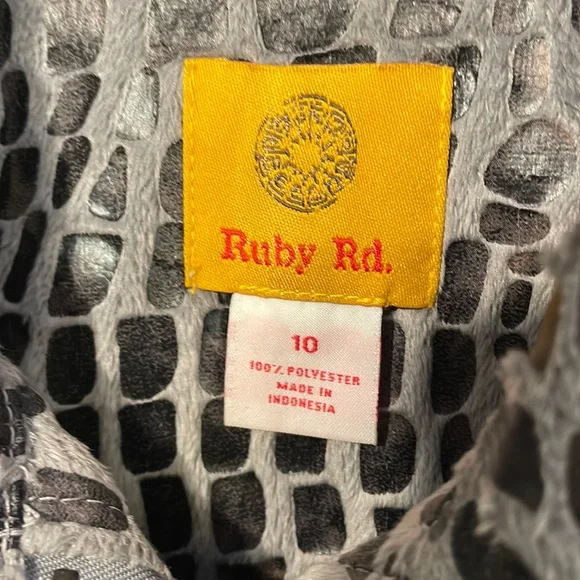 Ruby Rd.
10
100% POLYESTER
MADE IN
INDONESIA